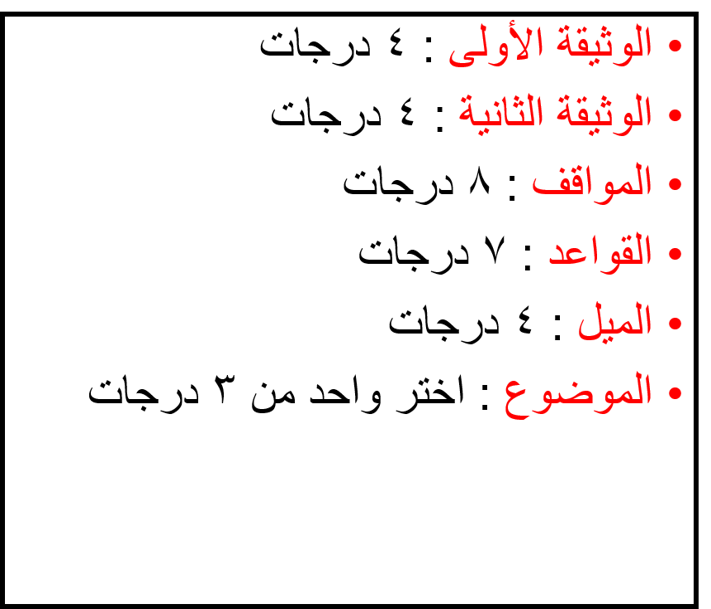 • الوثيقة الأولى : ٤ درجات
• الوثيقة الثانية : ٤ درجات
• المواقف : ٨ درجات
• القواعد : ٧ درجات
• الميل : ٤ درجات
• الموضوع : اختر واحد من ٣ درجات